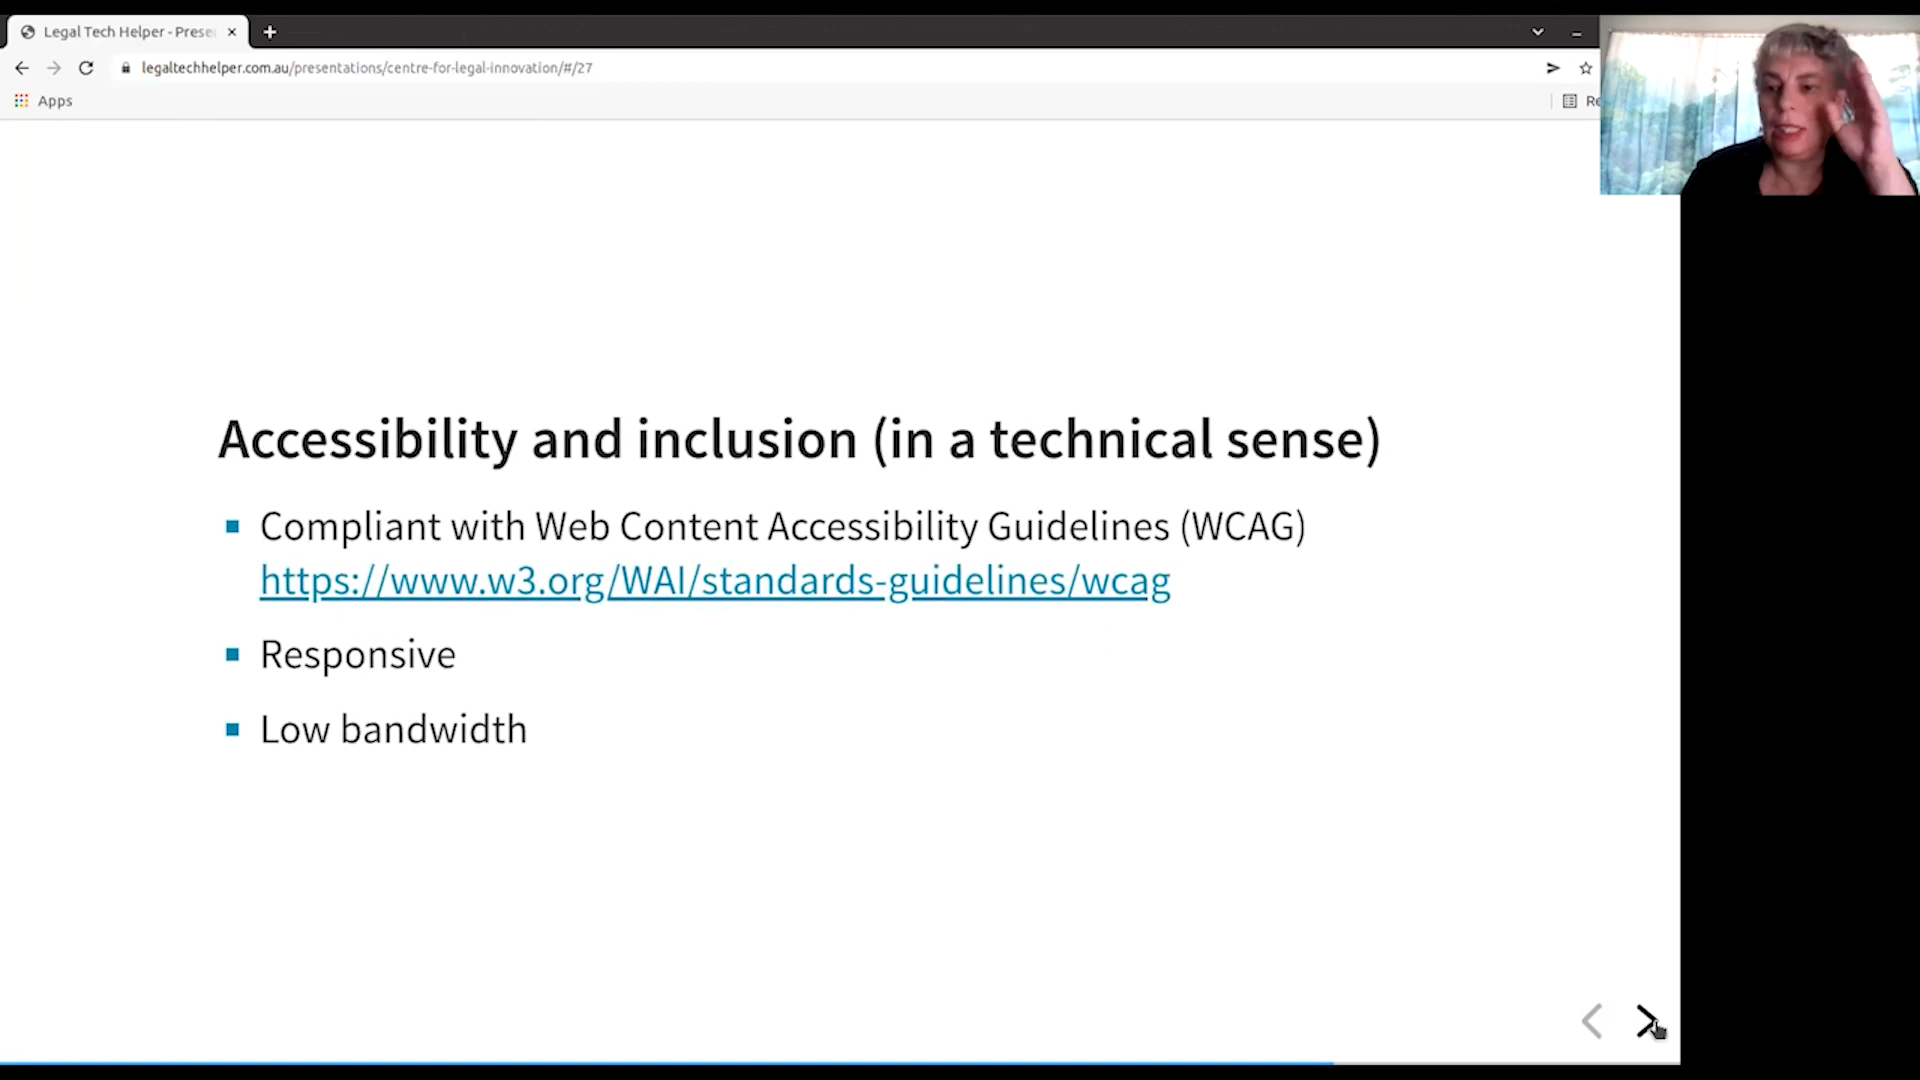 Legal Tech Helper - Prese
legaltechhelper.com.au/presentations/centre-for-legal-innovation/#/27
Apps
Re
Accessibility and inclusion (in a technical sense)
Compliant with Web Content Accessibility Guidelines (WCAG)
https://www.w3.org/WAI/standards-guidelines/wcag
Responsive
Low bandwidth